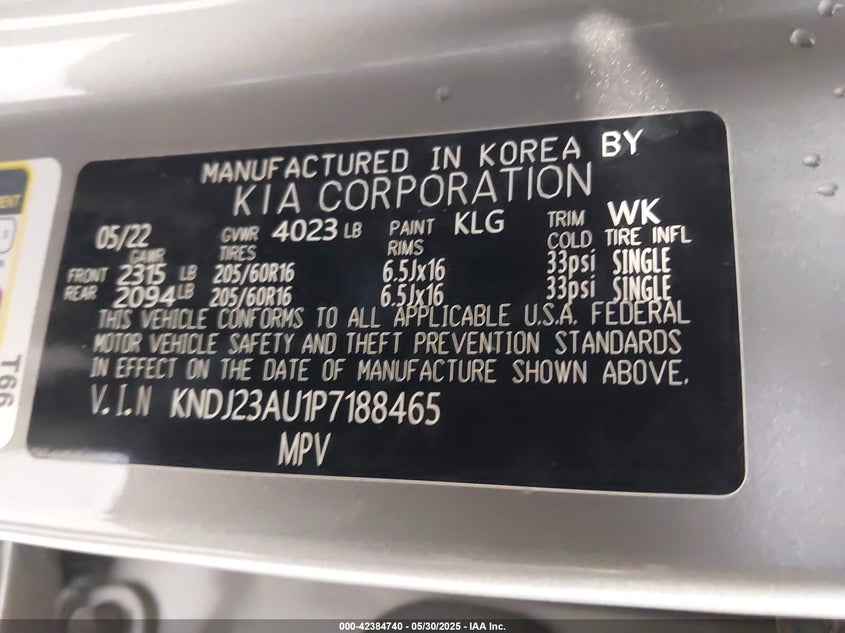 MANUFACTURED IN KOREA BY
KIA CORPORATION
05/22 GVWR 4023 LB PAINT KLG TRIM WK
GAWR TIRES RIMS COLD TIRE INFL
FRONT 2315 LB 205/60R16 6.5Jx16 33psi SINGLE
REAR 2094 LB 205/60R16 6.5Jx16 33psi SINGLE
THIS VEHICLE CONFORMS TO ALL APPLICABLE U.S.A. FEDERAL
MOTOR VEHICLE SAFETY AND THEFT PREVENTION STANDARDS
IN EFFECT ON THE DATE OF MANUFACTURE SHOWN ABOVE.
V.I.N KNDJ23AU1P7188465
MPV
T66
000-42384740 - 05/30/2025 - IAA Inc.